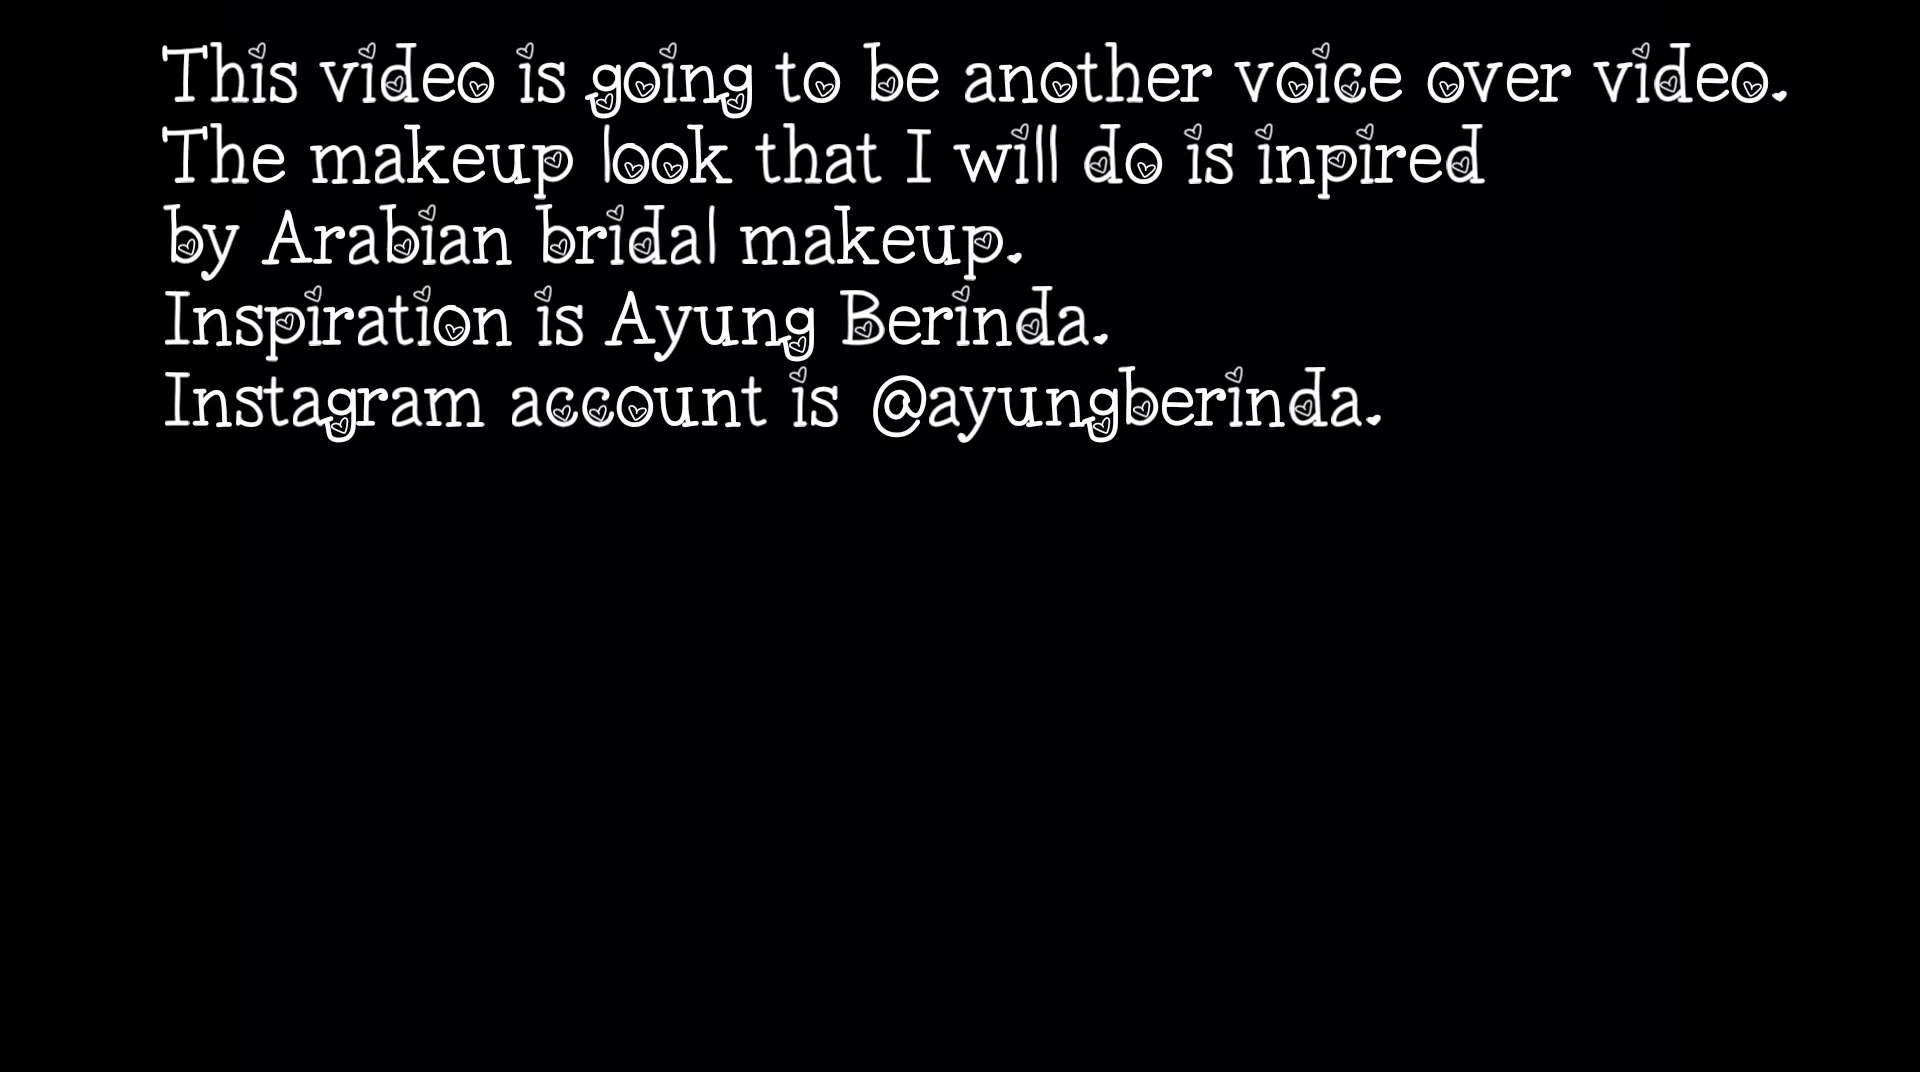 This video is going to be another voice over video.
The makeup look that I will do is inpired
by Arabian bridal makeup.
Inspiration is Ayung Berinda.
Instagram account is @ayungberinda.